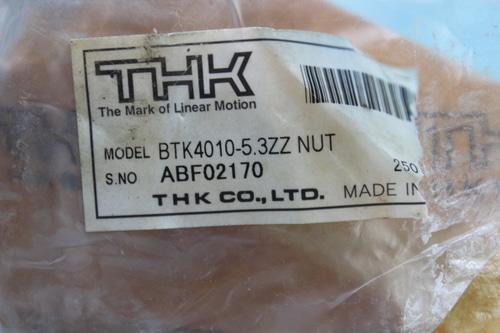 THK
The Mark of Linear Motion
MODEL BTK4010-5.3ZZ NUT
S.NO ABF02170
250
THK CO., LTD. MADE IN